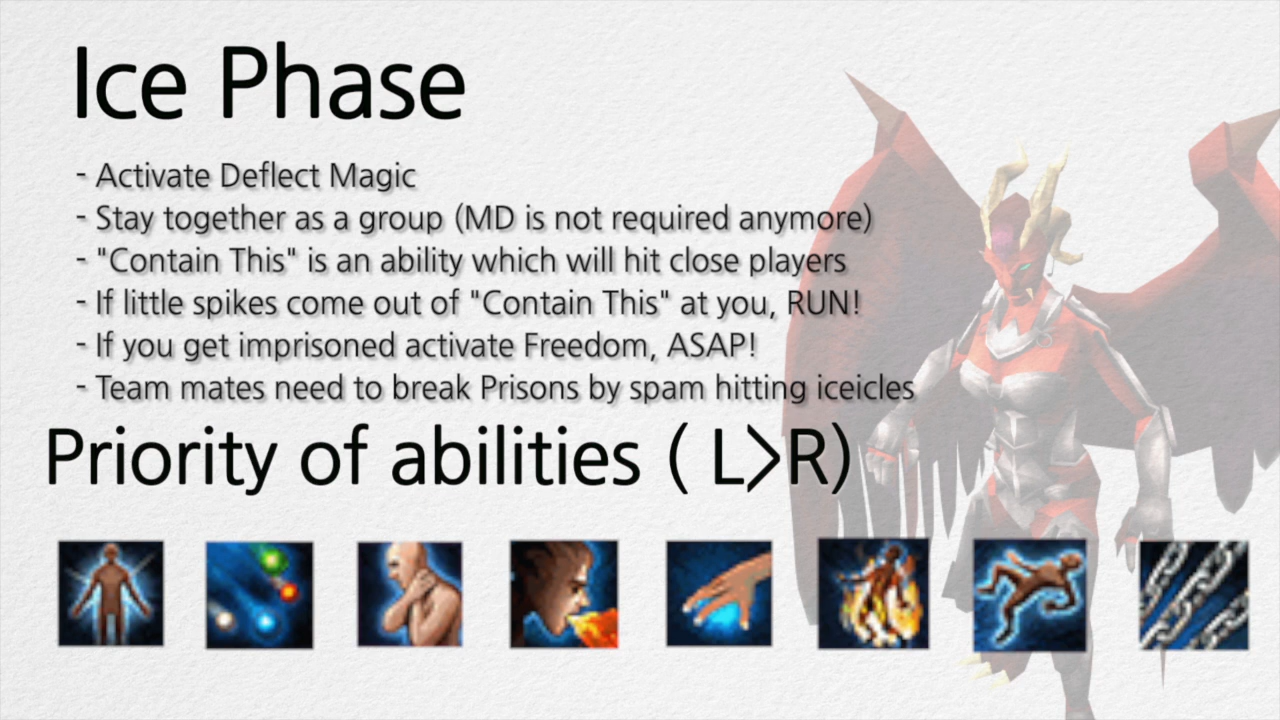 Ice Phase
- Activate Deflect Magic
- Stay together as a group (MD is not required anymore)
- "Contain This" is an ability which will hit close players
- If little spikes come out of "Contain This" at you, RUN!
- If you get imprisoned activate Freedom, ASAP!
- Team mates need to break Prisons by spam hitting iceicles
Priority of abilities ( L>R)